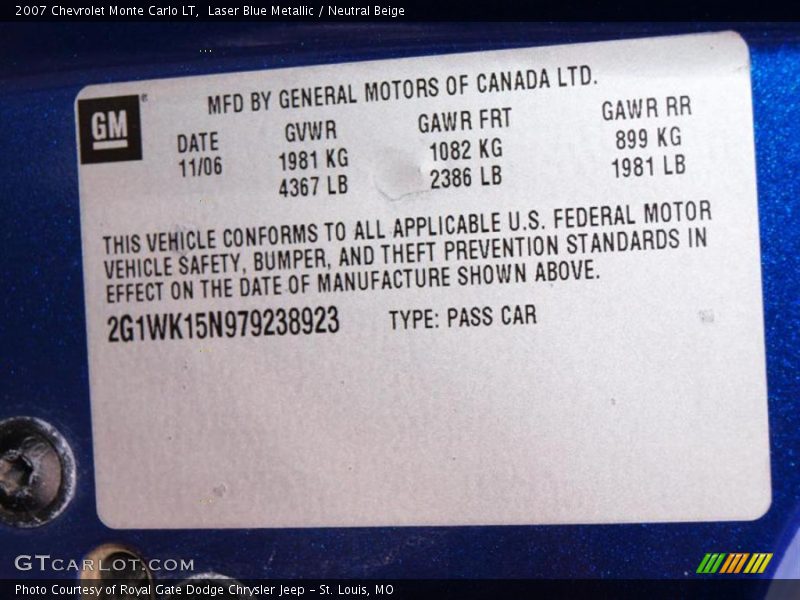 2007 Chevrolet Monte Carlo LT,  Laser Blue Metallic / Neutral Beige
GM®
MFD BY GENERAL MOTORS OF CANADA LTD.
DATE GVWR GAWR FRT GAWR RR
11/06 1981 KG 1082 KG 899 KG
4367 LB 2386 LB 1981 LB
THIS VEHICLE CONFORMS TO ALL APPLICABLE U.S. FEDERAL MOTOR
VEHICLE SAFETY, BUMPER, AND THEFT PREVENTION STANDARDS IN
EFFECT ON THE DATE OF MANUFACTURE SHOWN ABOVE.
2G1WK15N979238923 TYPE: PASS CAR
GTCARLOT.COM
Photo Courtesy of Royal Gate Dodge Chrysler Jeep – St. Louis, MO